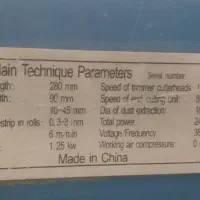 Main Technique Parameters Serial number
280 mm Speed of trimmer cutterheads
90 mm Speed of end cutting unit
10-45 mm Dia of dust extraction
strip in rolls: 0.3-3 mm Total power
6 m/min Voltage/Frequency
1.25 kw Working air compressure
Made in China